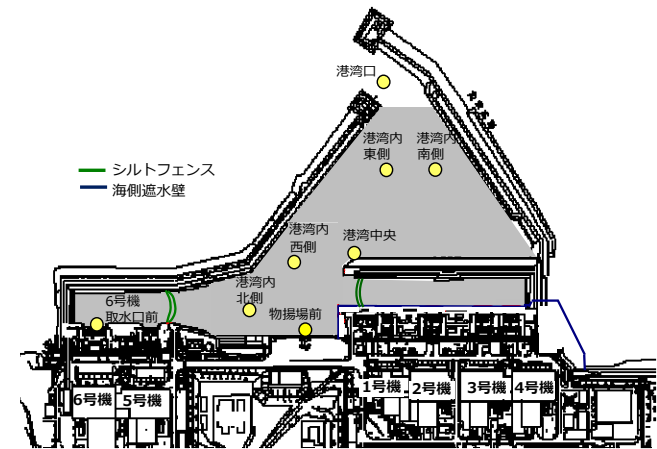 港湾口
港湾内
東側
港湾内
南側
シルトフェンス
海側遮水壁
港湾内
西側
港湾中央
港湾内
北側
6号機
取水口前
物揚場前
1号機
2号機
3号機
4号機
6号機
5号機